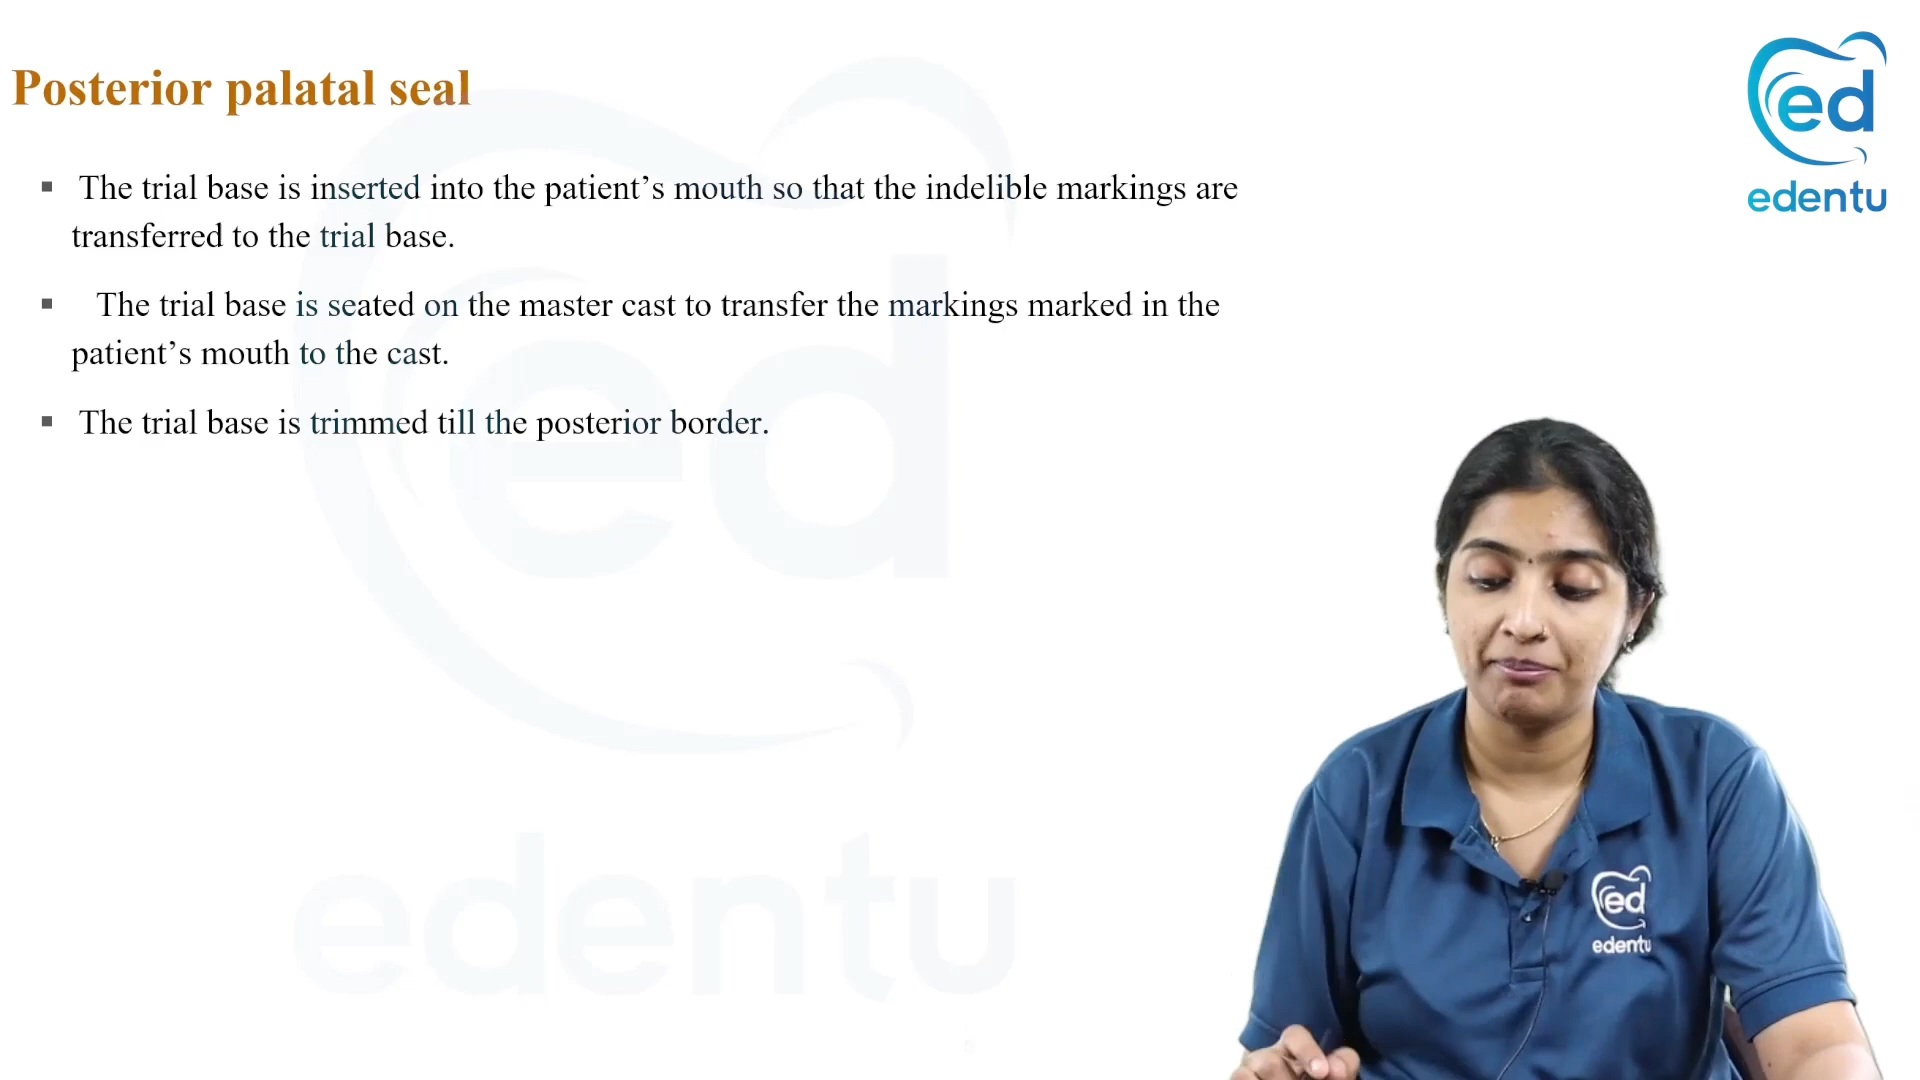 Posterior palatal seal
▪ The trial base is inserted into the patient’s mouth so that the indelible markings are
transferred to the trial base.
▪ The trial base is seated on the master cast to transfer the markings marked in the
patient’s mouth to the cast.
▪ The trial base is trimmed till the posterior border.
ed
edentu
ed
edentu
ed
edentu